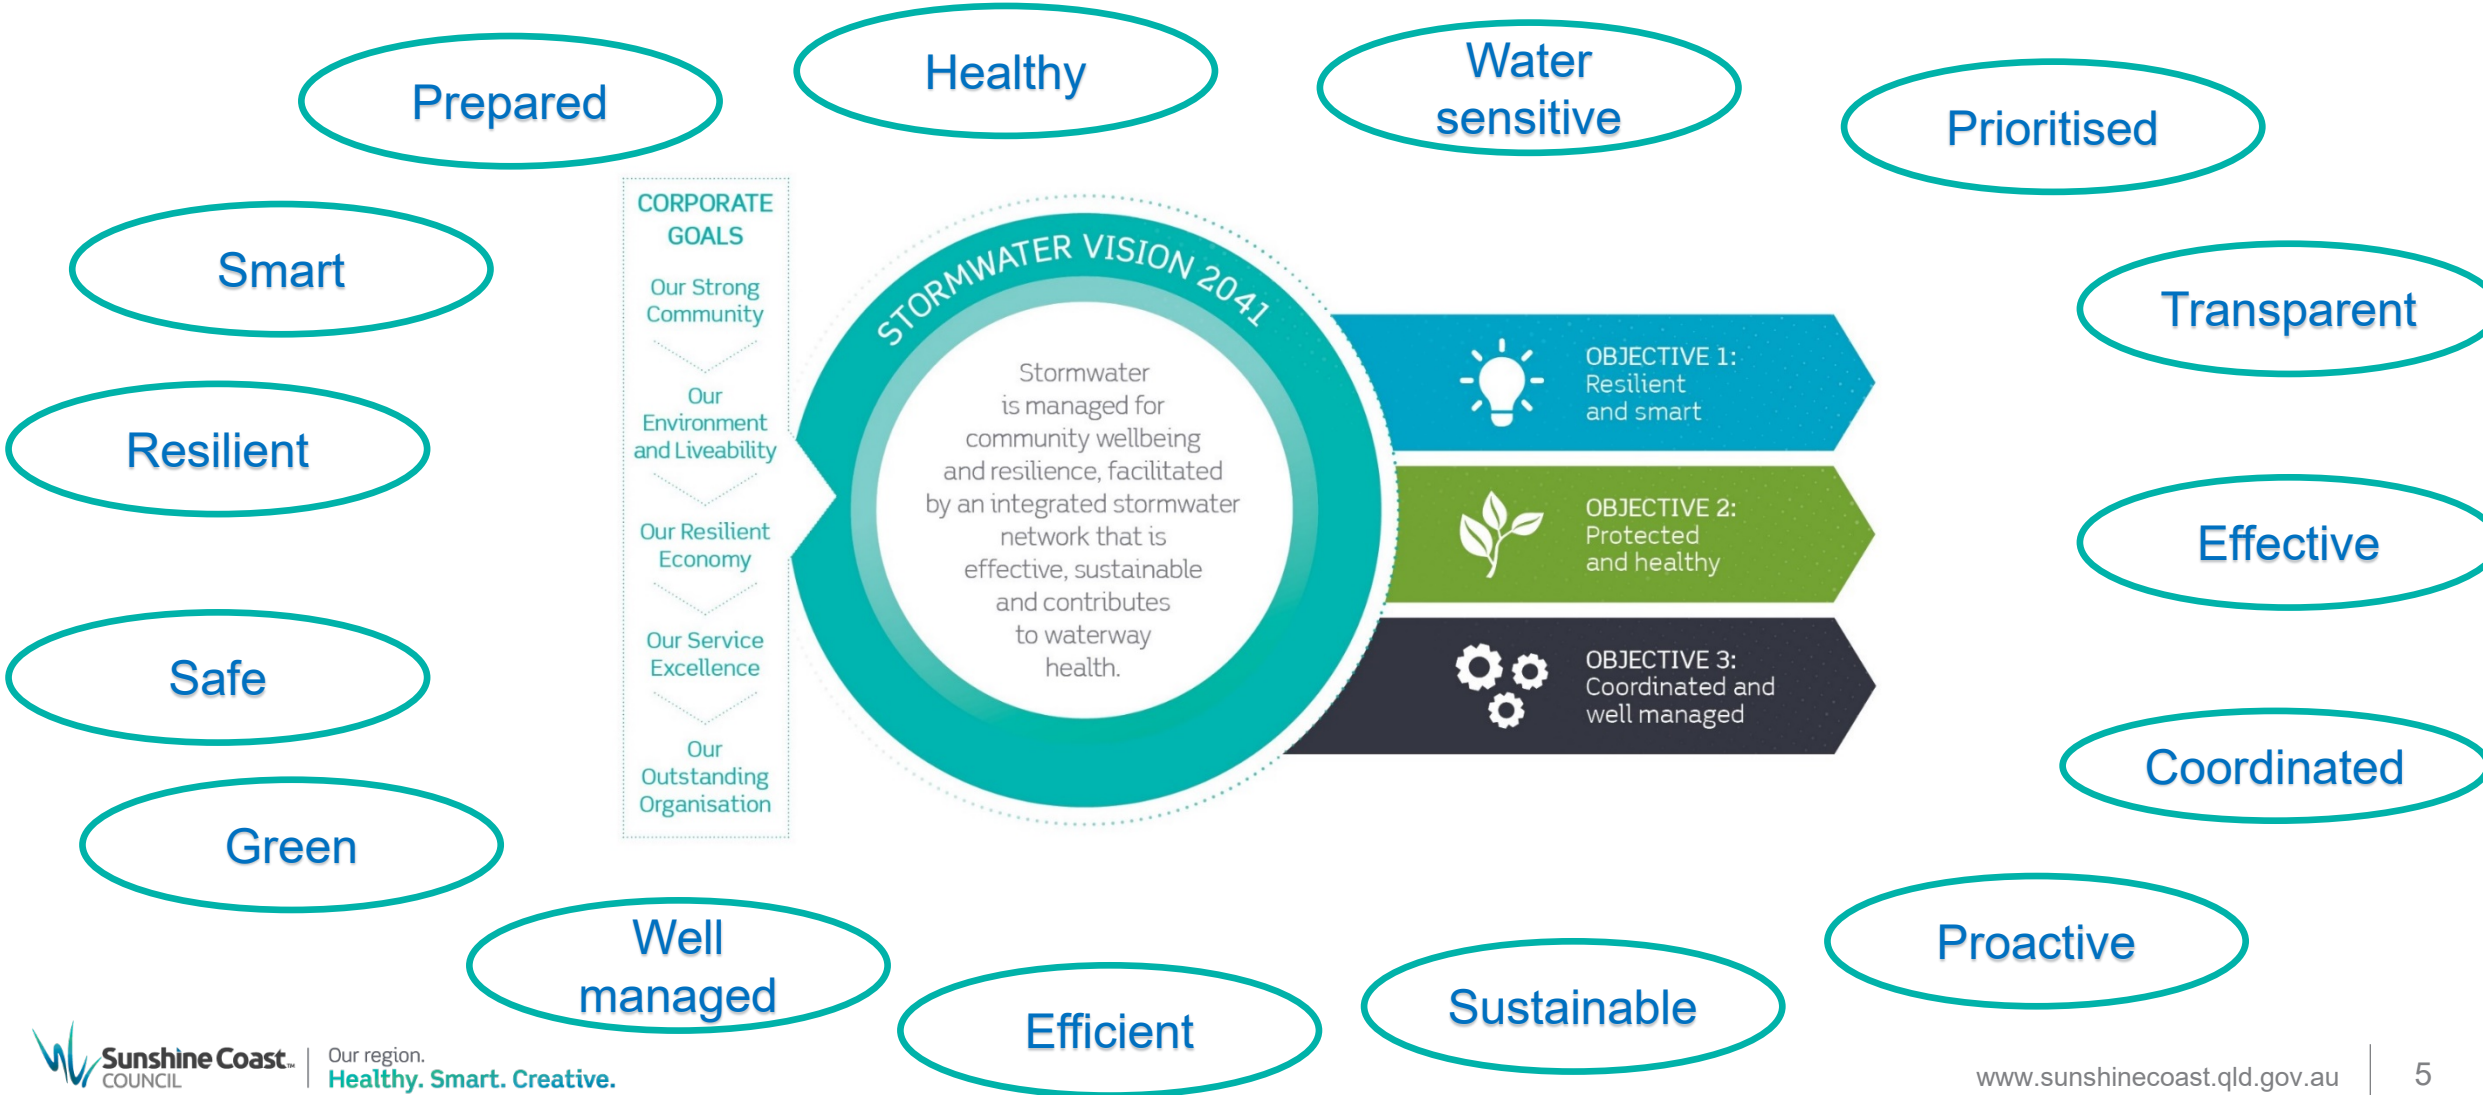 Prepared
Healthy
Water
sensitive
Prioritised
Smart
Transparent
Resilient
Effective
Safe
Coordinated
Green
Proactive
Well
managed
Efficient
Sustainable
CORPORATE
GOALS
Our Strong
Community
Our
Environment
and Liveability
Our Resilient
Economy
Our Service
Excellence
Our
Outstanding
Organisation
STORMWATER VISION 2041
Stormwater
is managed for
community wellbeing
and resilience, facilitated
by an integrated stormwater
network that is
effective, sustainable
and contributes
to waterway
health.
OBJECTIVE 1:
Resilient
and smart
OBJECTIVE 2:
Protected
and healthy
OBJECTIVE 3:
Coordinated and
well managed
Sunshine Coast™
COUNCIL
Our region.
Healthy. Smart. Creative.
www.sunshinecoast.qld.gov.au
5